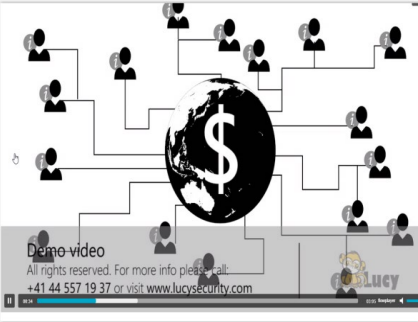 $
Demo video
All rights reserved. For more info please call:
+41 44 557 19 37 or visit www.lucysecurity.com
Lucy